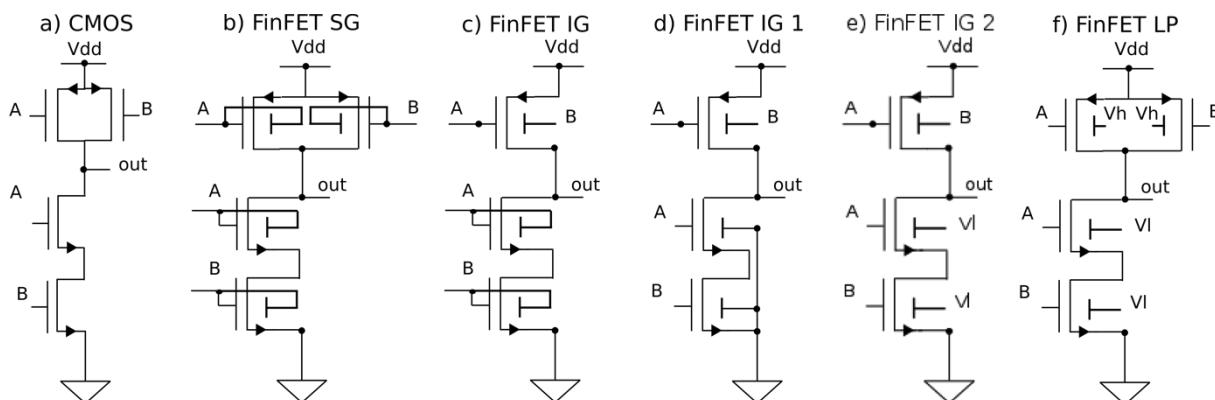 a) CMOS
b) FinFET SG
c) FinFET IG
d) FinFET IG 1
e) FinFET IG 2
f) FinFET LP
Vdd
Vdd
Vdd
Vdd
Vdd
Vdd
A
B
A
B
A
B
A
B
A
B
A
Vh
Vh
B
out
out
out
out
out
out
A
A
A
A
A
Vl
A
Vl
B
B
B
B
B
Vl
B
Vl